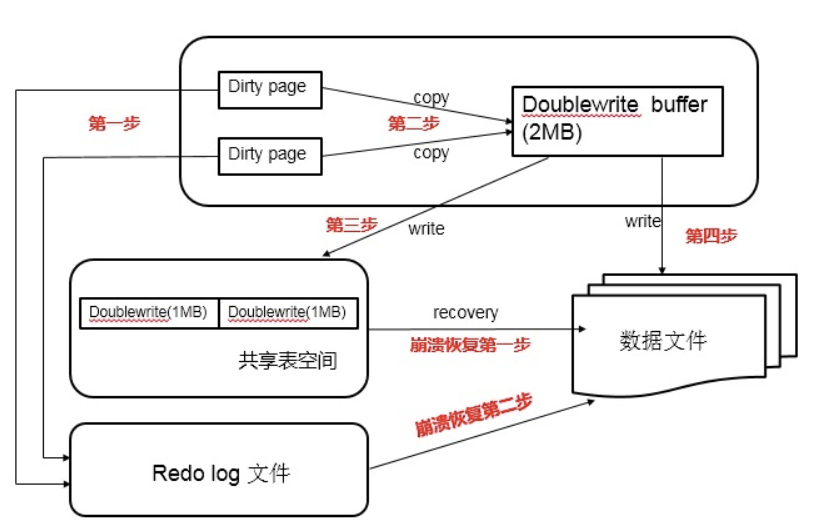 Dirty page
copy
Doublewrite buffer
(2MB)
第一步
第二步
Dirty page
copy
第三步
write
write
第四步
Doublewrite(1MB)
Doublewrite(1MB)
recovery
共享表空间
崩溃恢复第一步
数据文件
崩溃恢复第二步
Redo log 文件